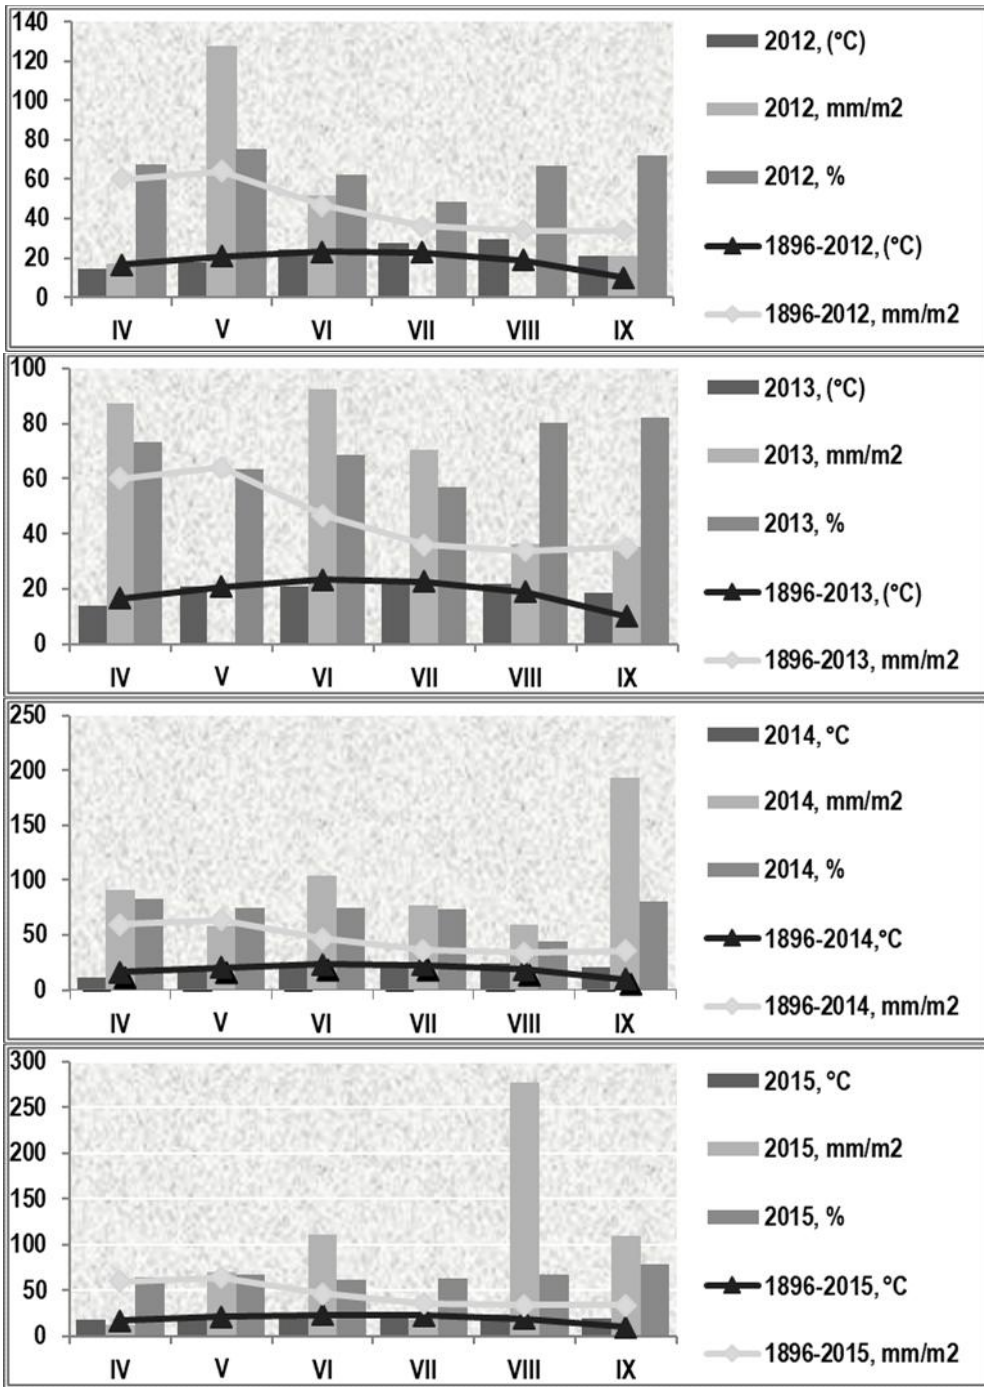 140
120
100
80
60
40
20
0
IV V VI VII VIII IX
2012, (°C)
2012, mm/m2
2012, %
1896-2012, (°C)
1896-2012, mm/m2
100
80
60
40
20
0
IV V VI VII VIII IX
2013, (°C)
2013, mm/m2
2013, %
1896-2013, (°C)
1896-2013, mm/m2
250
200
150
100
50
0
IV V VI VII VIII IX
2014, °C
2014, mm/m2
2014, %
1896-2014,°C
1896-2014, mm/m2
300
250
200
150
100
50
0
IV V VI VII VIII IX
2015, °C
2015, mm/m2
2015, %
1896-2015, °C
1896-2015, mm/m2